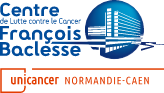 Centre
de Lutte contre le Cancer
François
Baclesse
unicancer NORMANDIE-CAEN